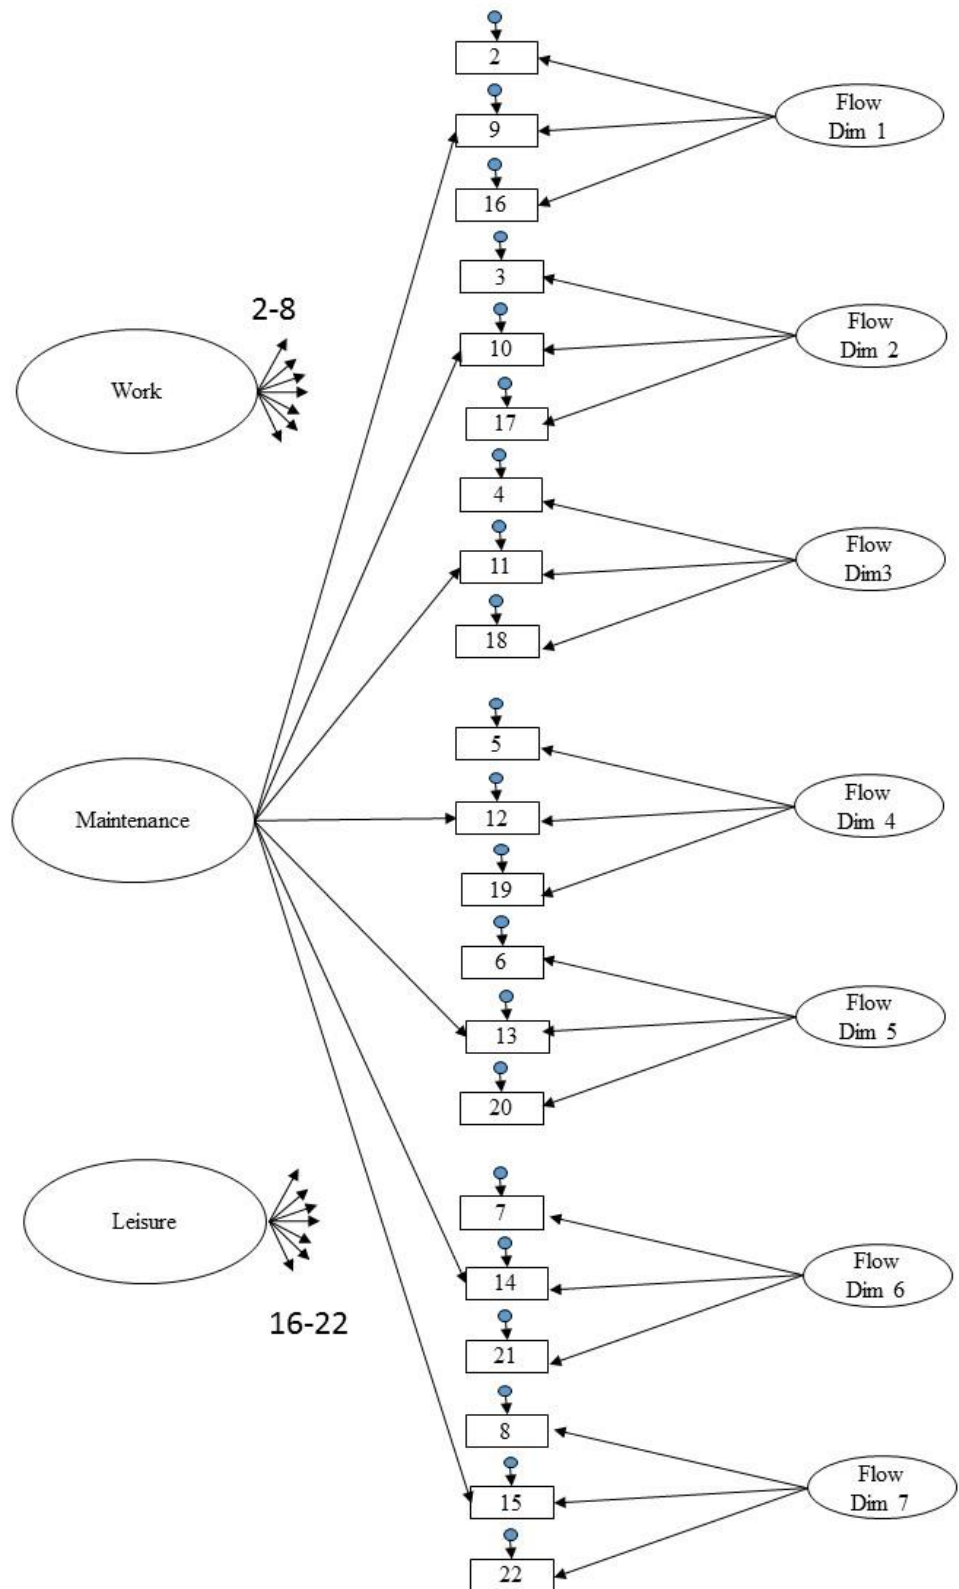 2
Flow
Dim 1
9
16
3
2-8
Flow
Dim 2
10
Work
17
4
Flow
Dim3
11
18
5
Flow
Dim 4
Maintenance
12
19
6
Flow
Dim 5
13
20
7
Leisure
Flow
Dim 6
14
16-22
21
8
Flow
Dim 7
15
22